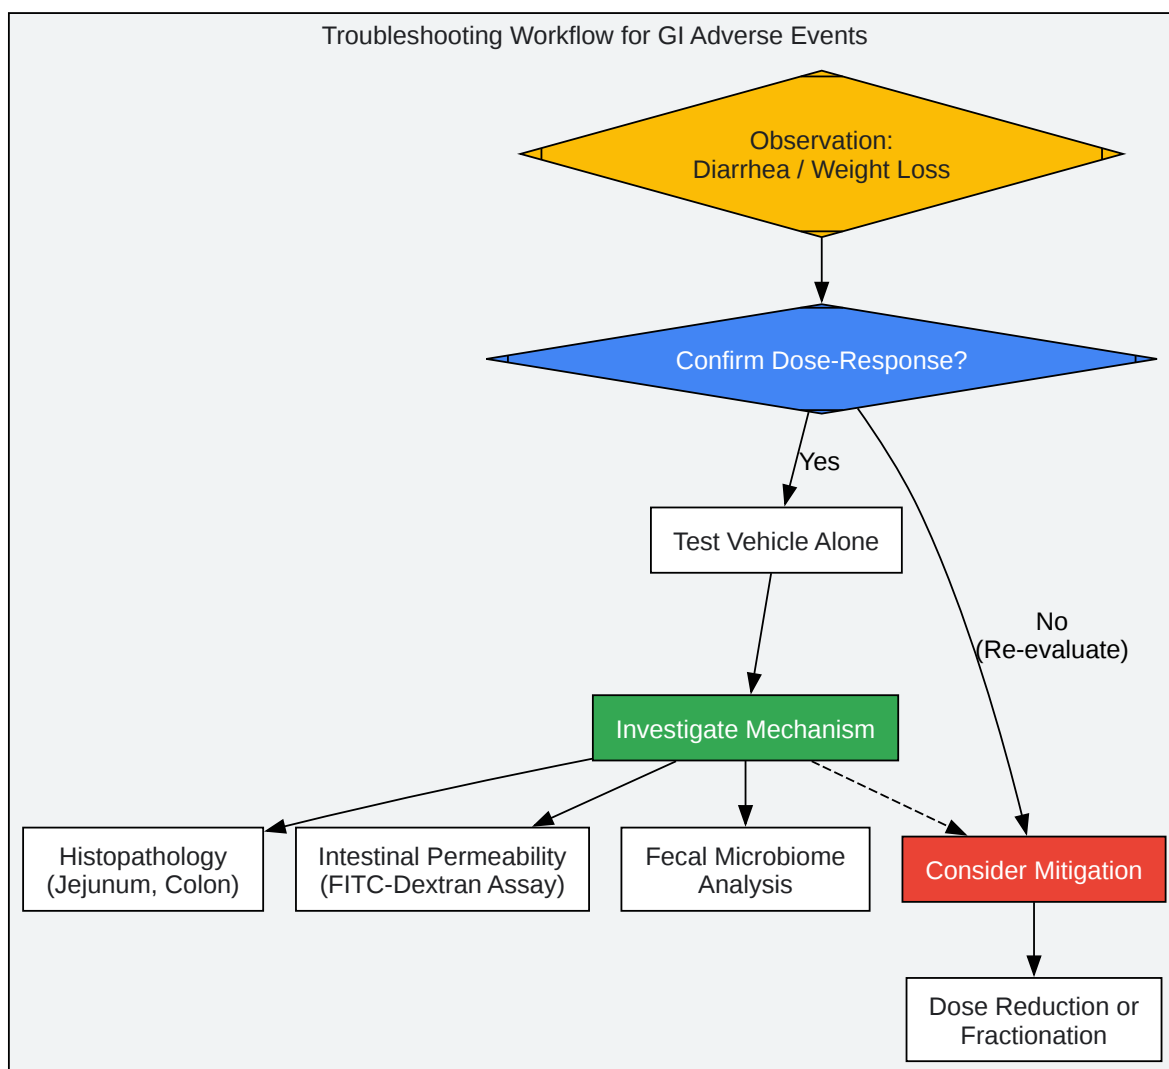 Troubleshooting Workflow for GI Adverse Events
Observation:
Diarrhea / Weight Loss
Confirm Dose-Response?
Yes
Test Vehicle Alone
No
(Re-evaluate)
Investigate Mechanism
Histopathology
(Jejunum, Colon)
Intestinal Permeability
(FITC-Dextran Assay)
Fecal Microbiome
Analysis
Consider Mitigation
Dose Reduction or
Fractionation